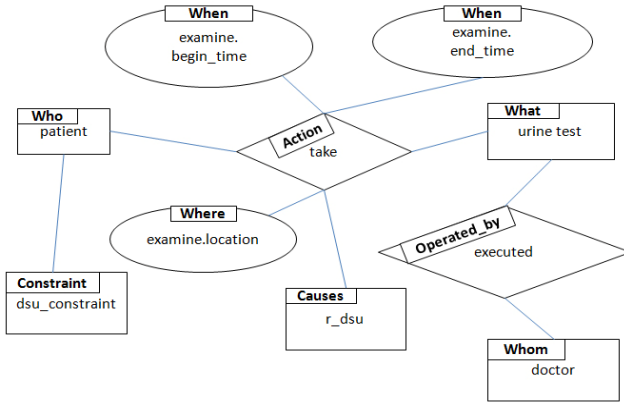 When
examine.
begin_time
When
examine.
end_time
Who
patient
Action
take
What
urine test
Where
examine.location
Operated_by
executed
Constraint
dsu_constraint
Causes
r_dsu
Whom
doctor